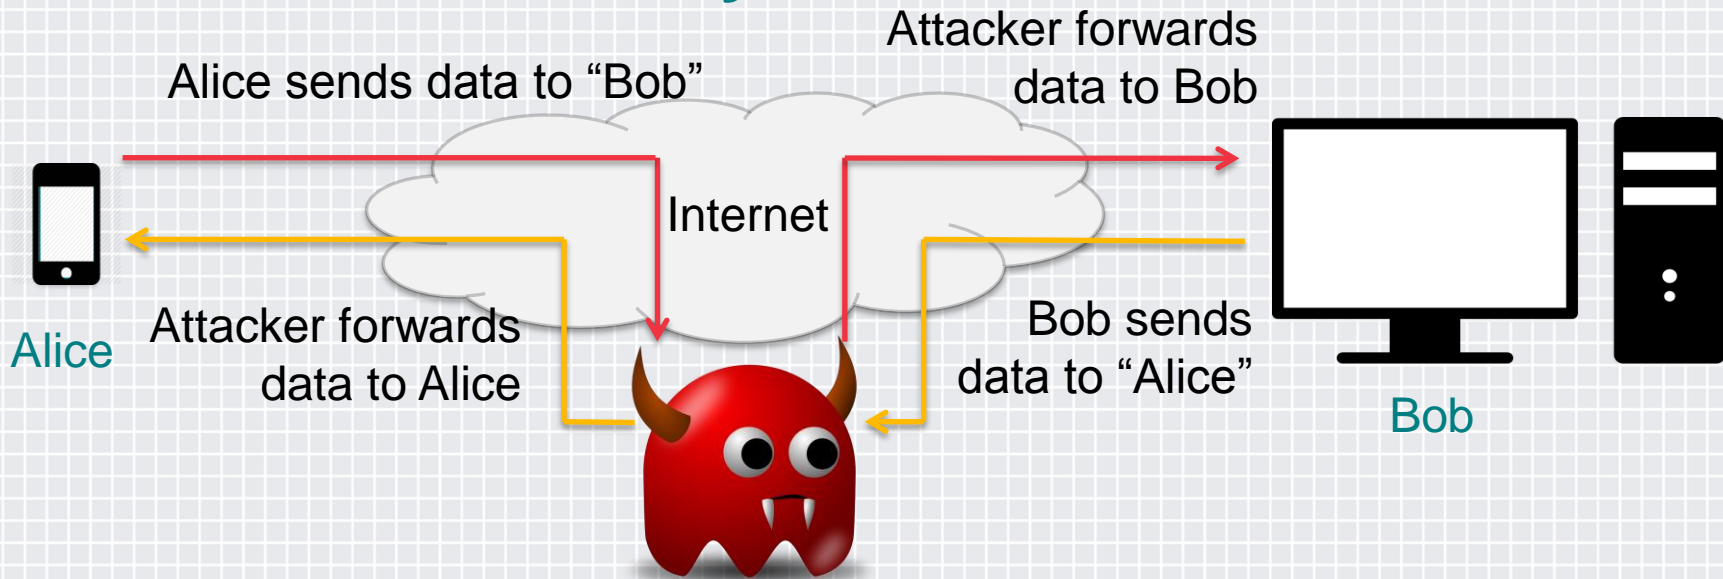 Attacker forwards
data to Bob
Alice sends data to “Bob”
Internet
Alice
Attacker forwards
data to Alice
Bob sends
data to “Alice”
Bob